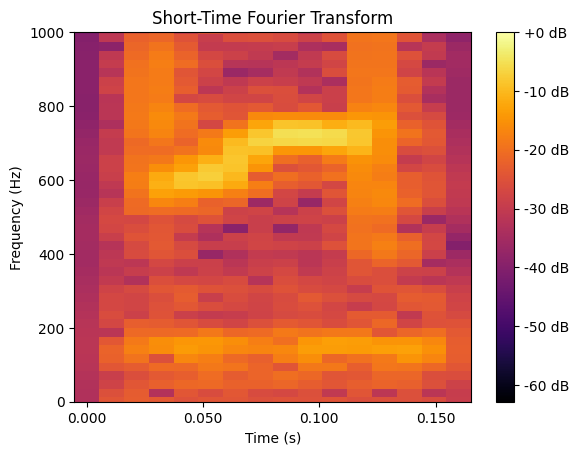 Short-Time Fourier Transform
1000
800
600
400
200
0
Frequency (Hz)
0.000
0.050
0.100
0.150
Time (s)
+0 dB
-10 dB
-20 dB
-30 dB
-40 dB
-50 dB
-60 dB